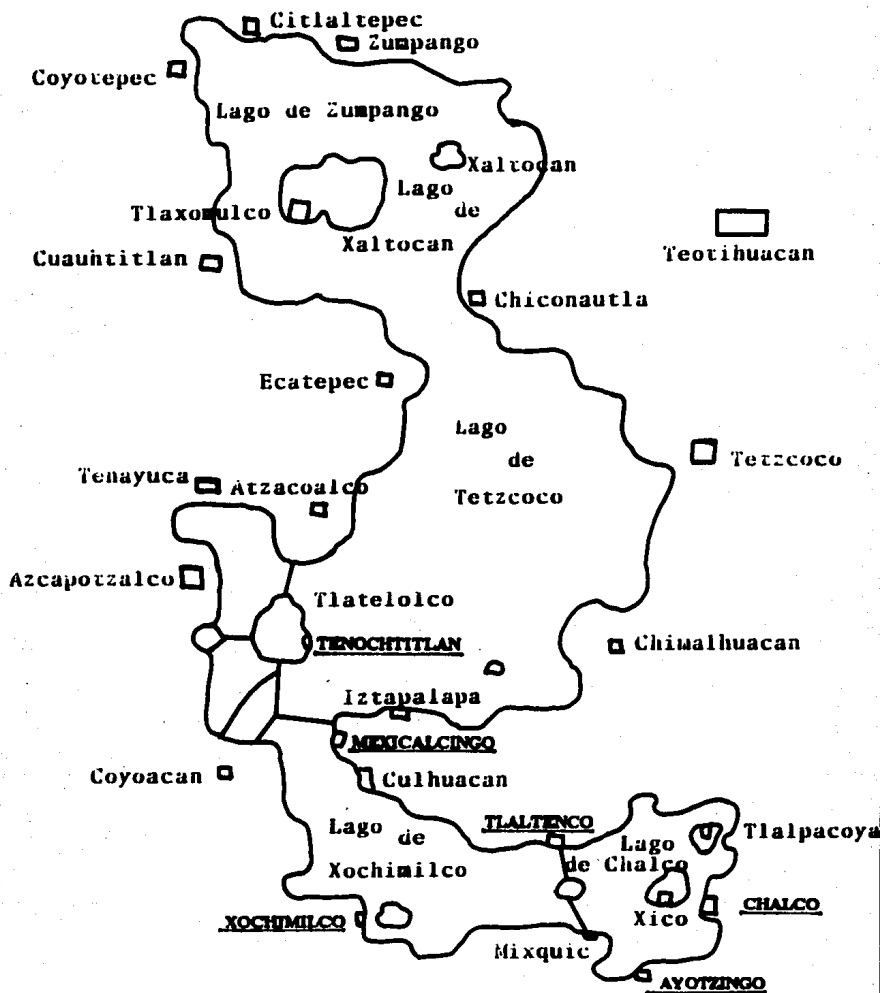 Citlaltepec
Zumpango
Coyotepec
Lago de Zumpango
Xaltocan
Lago
de
Xaltocan
Tlaxomulco
Teotihuacan
Cuauhtitlan
Chiconautla
Ecatepec
Lago
de
Tetzcoco
Tetzcoco
Tenayuca
Atzacoalco
Azcapotzalco
Tlatelolco
TENOCHTITLAN
Chimalhuacan
Iztapalapa
MEXICALCINGO
Coyoacan
Culhuacan
Lago
de
Xochimilco
TLALTENCO
Lago
de Chalco
Tlalpacoya
Xico
CHALCO
XOCHIMILCO
Mixquic
AYOTZINGO